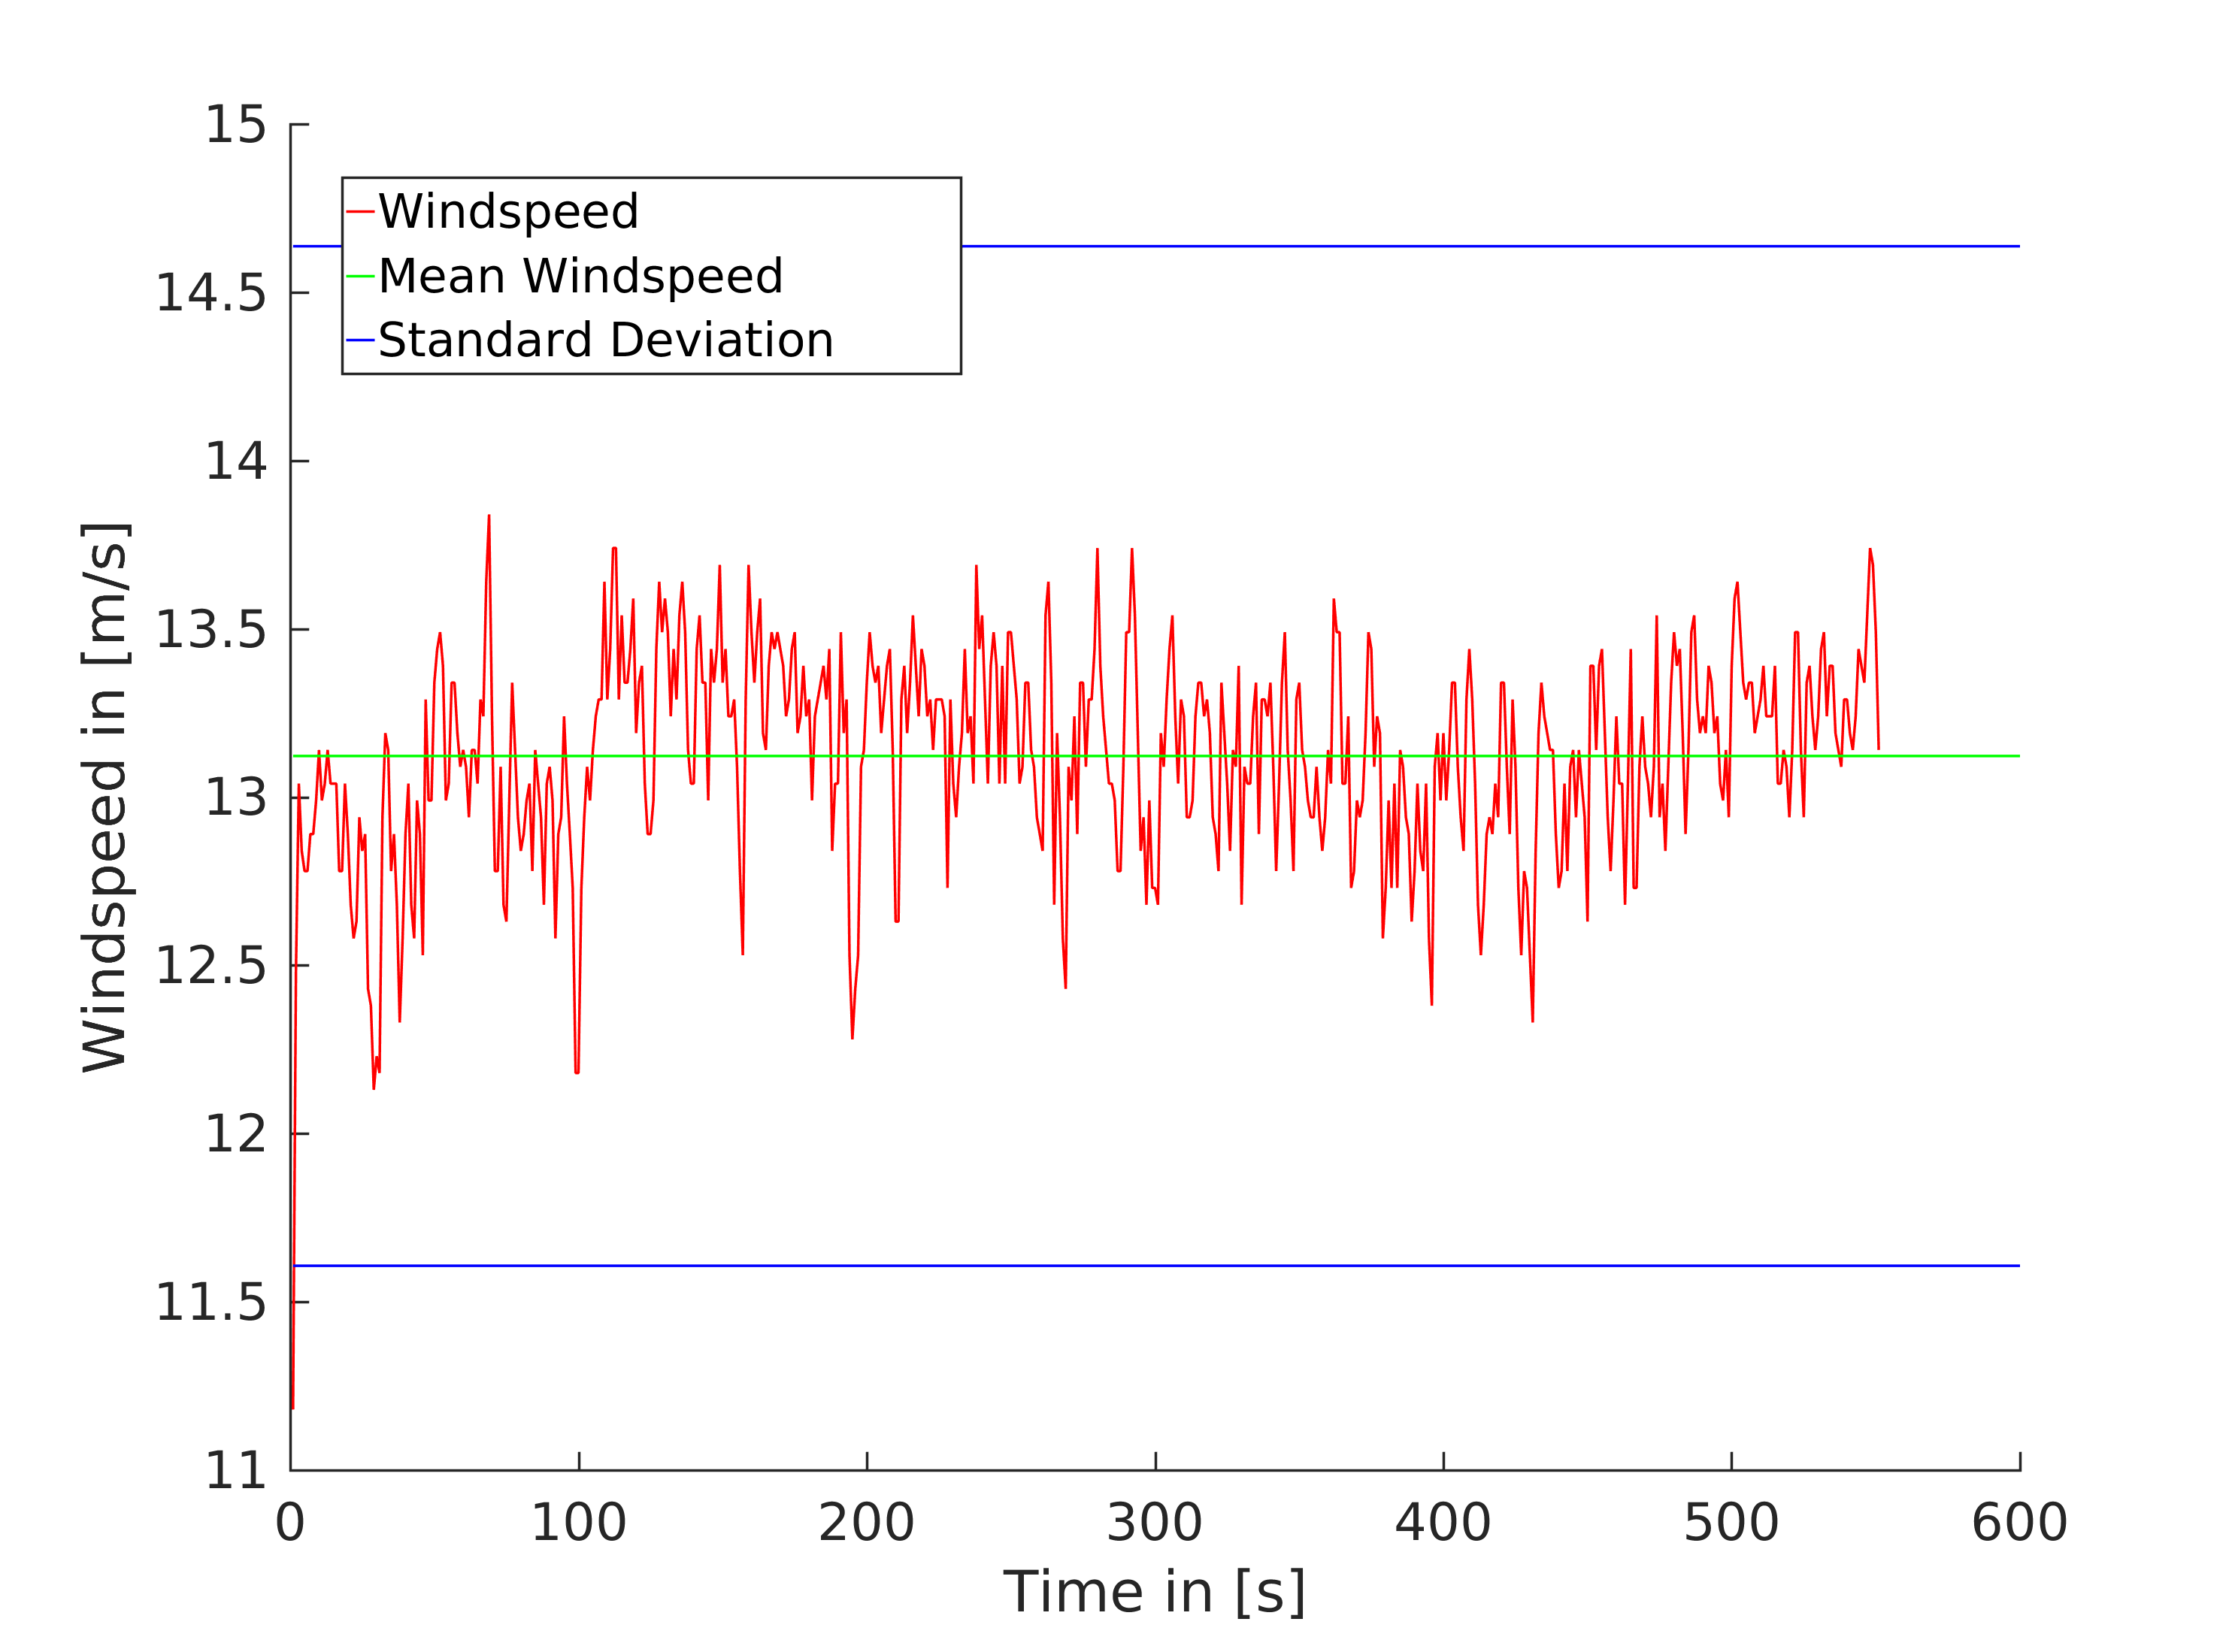 15
14.5
14
13.5
13
12.5
12
11.5
11
Windspeed in [m/s]
Windspeed
Mean Windspeed
Standard Deviation
0 100 200 300 400 500 600
Time in [s]